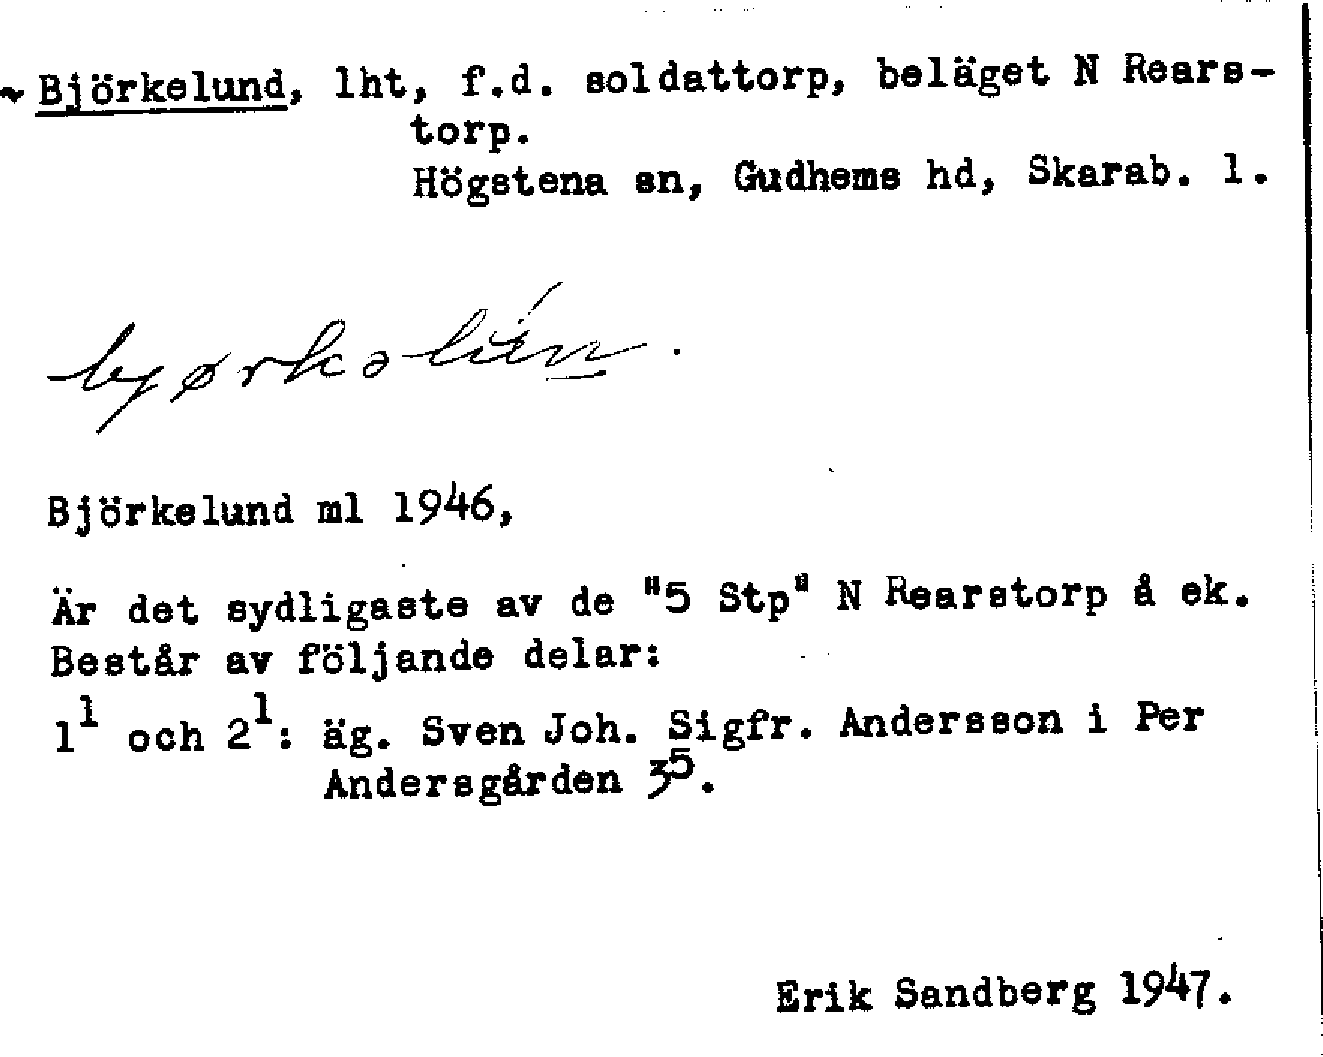 ~ Björkelund, lht, f.d. soldattorp, beläget N Rears-
torp.
Högstena sn, Gudhems hd, Skarab. l.
bjørkəlún.
Björkelund ml 1946,
Är det sydligaste av de "5 Stp" N Rearstorp å ek.
Består av följande delar:
1¹ och 2¹: äg. Sven Joh. Sigfr. Andersson i Per
Andersgården 3⁵.
Erik Sandberg 1947.